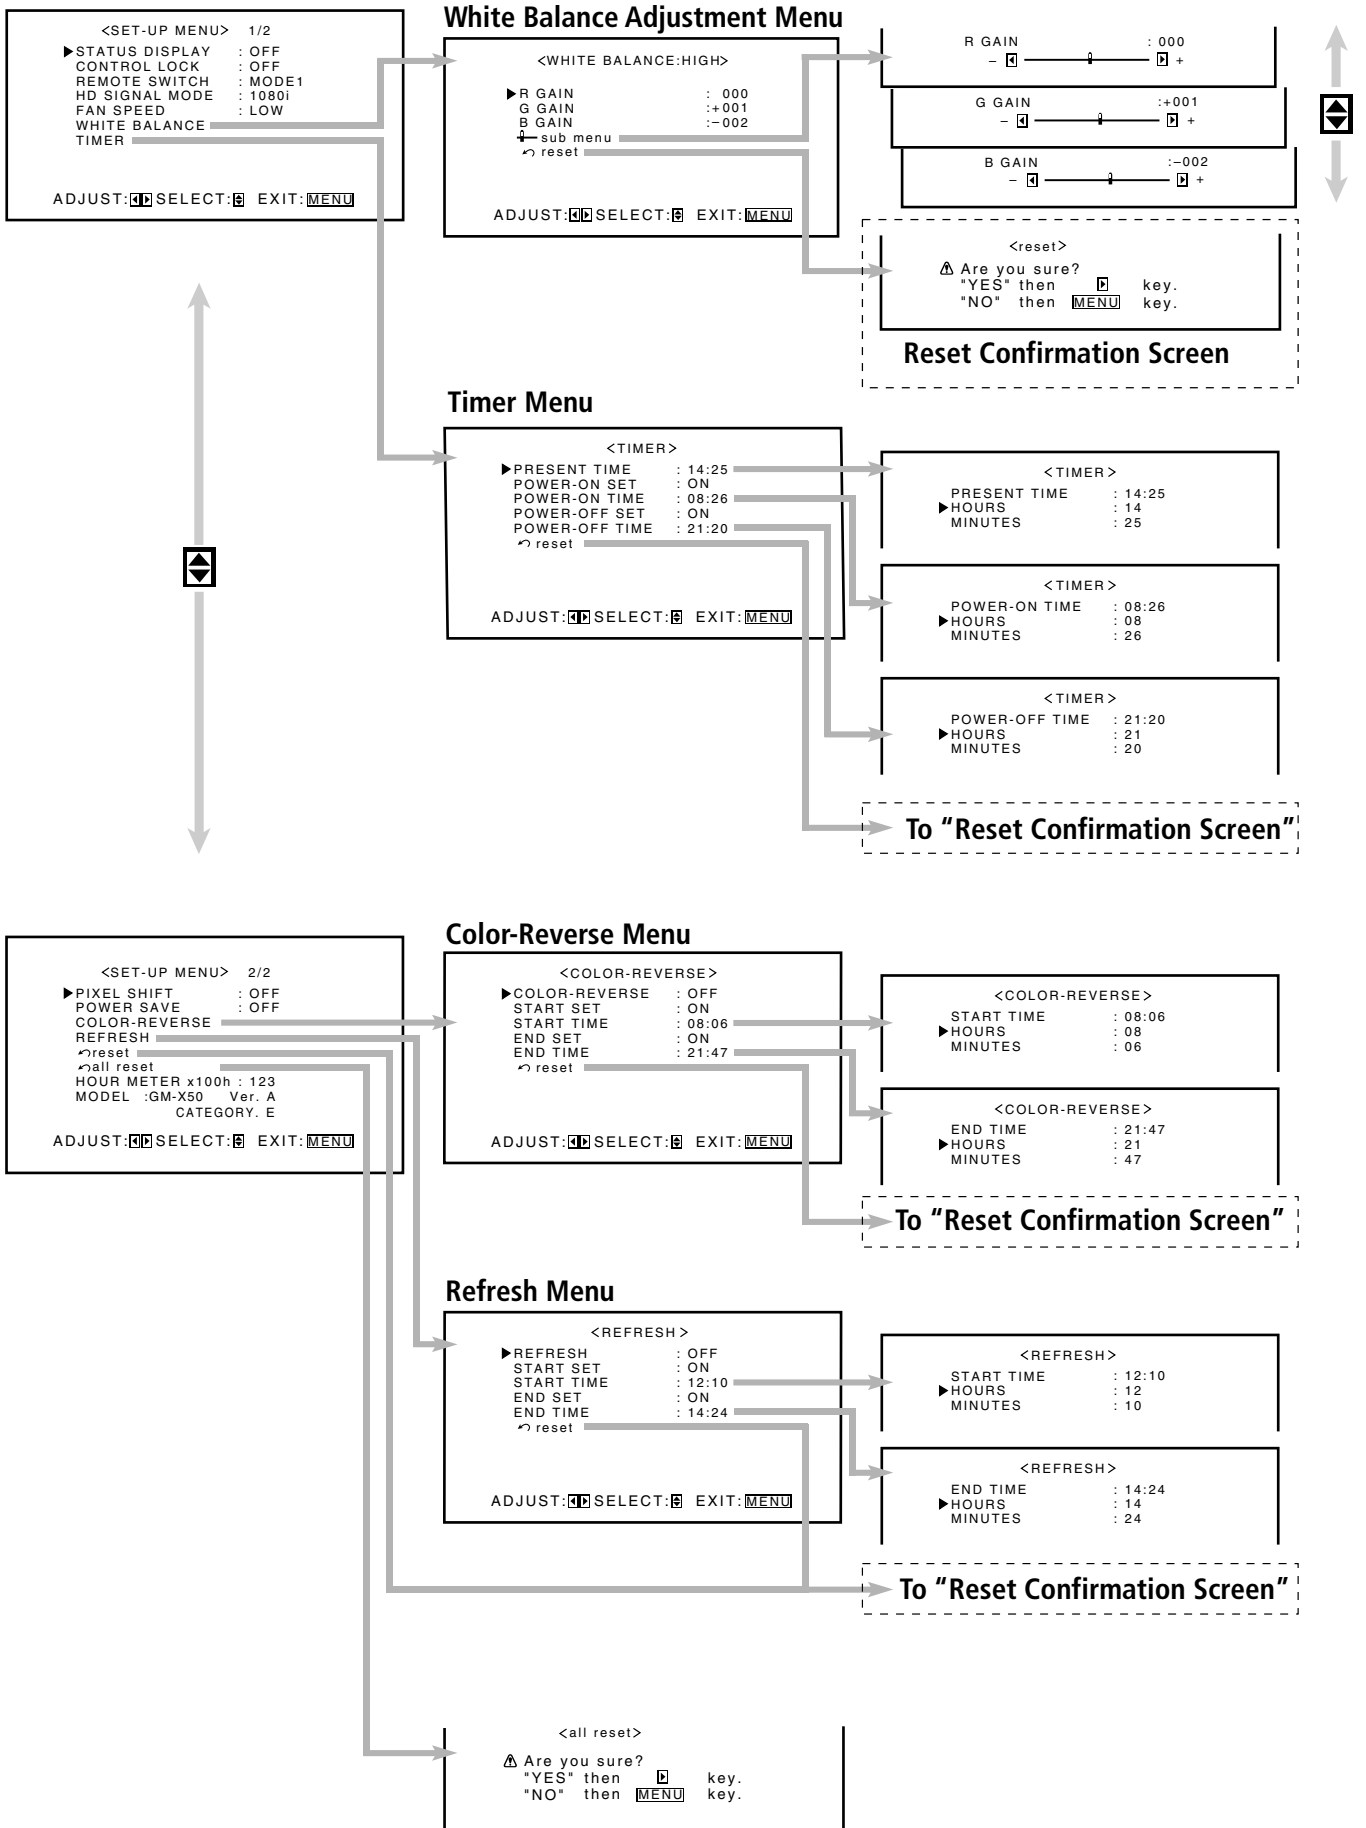 <SET-UP MENU> 1/2
STATUS DISPLAY : OFF
CONTROL LOCK : OFF
REMOTE SWITCH : MODE1
HD SIGNAL MODE : 1080i
FAN SPEED : LOW
WHITE BALANCE
TIMER
ADJUST: SELECT: EXIT: MENU
White Balance Adjustment Menu
<WHITE BALANCE:HIGH>
R GAIN : 000
G GAIN :+001
B GAIN :-002
sub menu
reset
ADJUST: SELECT: EXIT: MENU
R GAIN : 000
– +
G GAIN :+001
– +
B GAIN :-002
– +
<reset>
Are you sure?
"YES" then key.
"NO" then MENU key.
Reset Confirmation Screen
Timer Menu
<TIMER>
PRESENT TIME : 14:25
POWER-ON SET : ON
POWER-ON TIME : 08:26
POWER-OFF SET : ON
POWER-OFF TIME : 21:20
reset
ADJUST: SELECT: EXIT: MENU
<TIMER>
PRESENT TIME : 14:25
HOURS : 14
MINUTES : 25
<TIMER>
POWER-ON TIME : 08:26
HOURS : 08
MINUTES : 26
<TIMER>
POWER-OFF TIME : 21:20
HOURS : 21
MINUTES : 20
To "Reset Confirmation Screen"
<SET-UP MENU> 2/2
PIXEL SHIFT : OFF
POWER SAVE : OFF
COLOR-REVERSE
REFRESH
reset
all reset
HOUR METER x100h : 123
MODEL :GM-X50 Ver. A
CATEGORY. E
ADJUST: SELECT: EXIT: MENU
Color-Reverse Menu
<COLOR-REVERSE>
COLOR-REVERSE : OFF
START SET : ON
START TIME : 08:06
END SET : ON
END TIME : 21:47
reset
ADJUST: SELECT: EXIT: MENU
<COLOR-REVERSE>
START TIME : 08:06
HOURS : 08
MINUTES : 06
<COLOR-REVERSE>
END TIME : 21:47
HOURS : 21
MINUTES : 47
To "Reset Confirmation Screen"
Refresh Menu
<REFRESH>
REFRESH : OFF
START SET : ON
START TIME : 12:10
END SET : ON
END TIME : 14:24
reset
ADJUST: SELECT: EXIT: MENU
<REFRESH>
START TIME : 12:10
HOURS : 12
MINUTES : 10
<REFRESH>
END TIME : 14:24
HOURS : 14
MINUTES : 24
To "Reset Confirmation Screen"
<all reset>
Are you sure?
"YES" then key.
"NO" then MENU key.